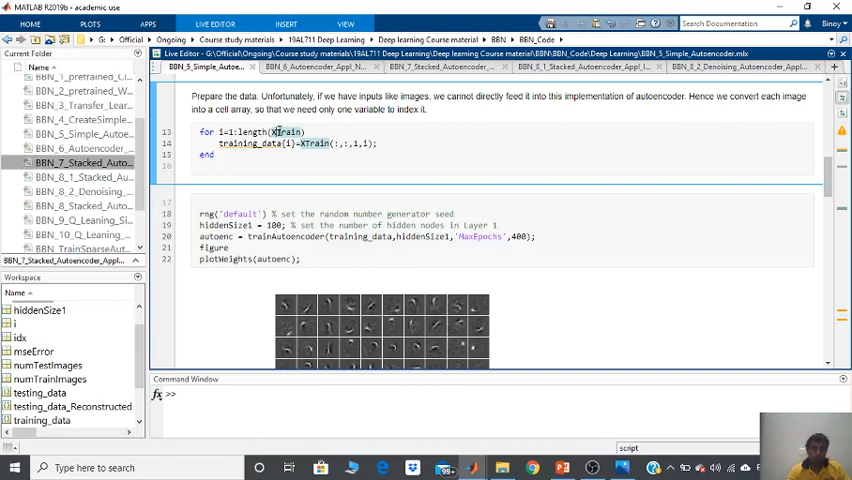 MATLAB R2019b - academic use
HOME PLOTS APPS LIVE EDITOR INSERT VIEW Search Documentation Binoy
G: Official Ongoing Course study materials 19AL711 Deep Learning Deep learning Course material BBN BBN_Code
Current Folder
Live Editor - G:\Official\Ongoing\Course study materials\19AL711 Deep Learning\Deep learning Course material\BBN\BBN_Code\Deep Learning\BBN_5_Simple_Autoencoder.mlx
Name
BBN_5_Simple_Autoe... BBN_6_Autoencoder_Appl_N... BBN_7_Stacked_Autoencoder_... BBN_8_1_Stacked_Autoencoder_Appl_I... BBN_8_2_Denoising_Autoencoder_App...
BBN_1_pretrained_Cl...
BBN_2_pretrained_W...
BBN_3_Transfer_Lear...
BBN_4_CreateSimple...
BBN_5_Simple_Autoe...
BBN_6_Autoencoder_...
BBN_7_Stacked_Auto...
BBN_8_1_Stacked_Au...
BBN_8_2_Denoising_...
BBN_9_Q_Leaning_Si...
BBN_10_Q_Learning_...
BBN_TrainSparseAuto...
BBN_7_Stacked_Autoencoder_Appl...
Workspace
Name
hiddenSize1
i
idx
mseError
numTestImages
numTrainImages
testing_data
testing_data_Reconstructed
training_data
Prepare the data. Unfortunately, if we have inputs like images, we cannot directly feed it into this implementation of autoencoder. Hence we convert each image
into a cell array, so that we need only one variable to index it.
13 for i=1:length(XTrain)
14 training_data{i}=XTrain(:,:,1,i);
15 end
16
17
18 rng('default') % set the random number generator seed
19 hiddenSize1 = 100; % set the number of hidden nodes in Layer 1
20 autoenc = trainAutoencoder(training_data,hiddenSize1,'MaxEpochs',400);
21 figure
22 plotWeights(autoenc);
Command Window
fx >>
script
Type here to search
99+